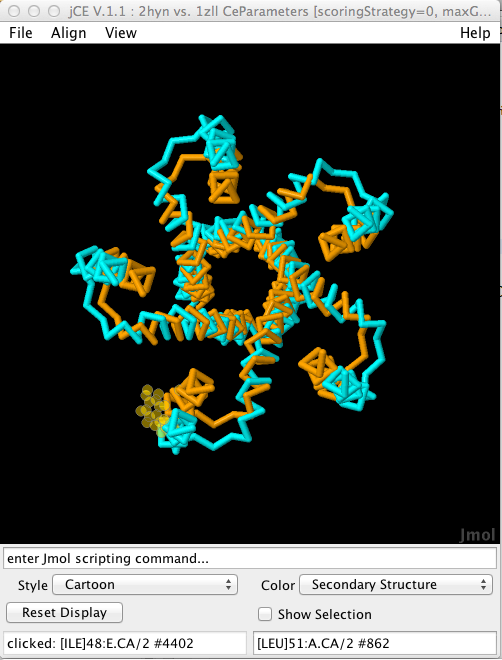 jCE V.1.1 : 2hyn vs. 1zll CeParameters [scoringStrategy=0, maxG...
File Align View Help
Jmol
enter Jmol scripting command...
Style Cartoon Color Secondary Structure
Reset Display Show Selection
clicked: [ILE]48:E.CA/2 #4402 [LEU]51:A.CA/2 #862